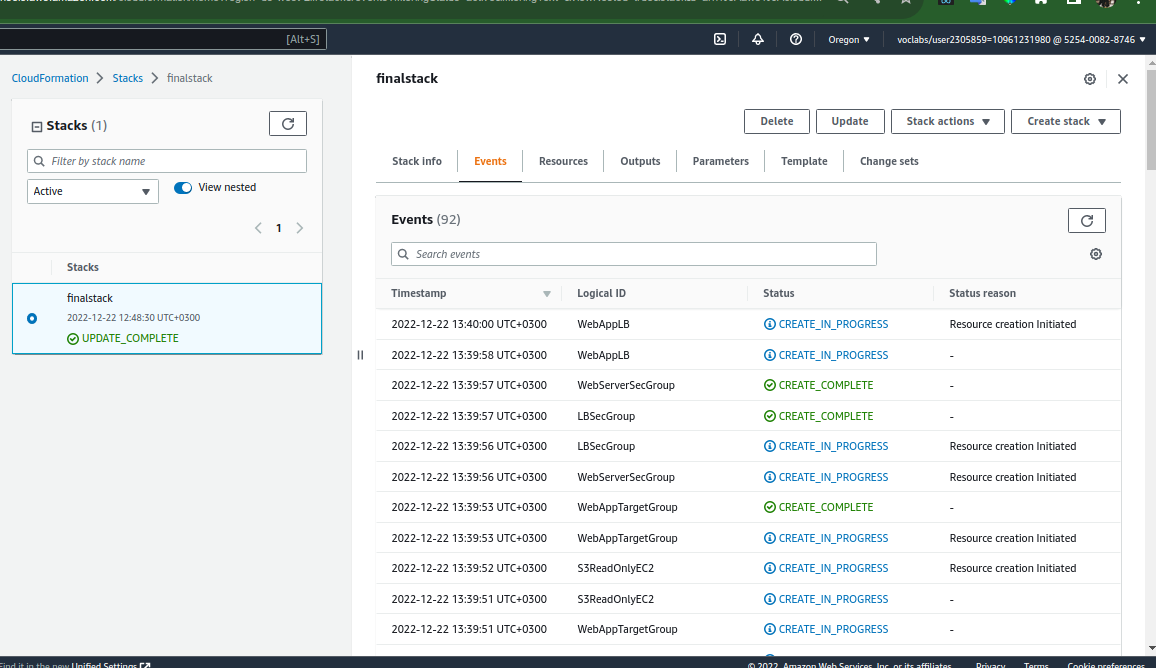 [Alt+S]
Oregon
voclabs/user2305859=10961231980 @ 5254-0082-8746
CloudFormation
Stacks
finalstack
Stacks (1)
Filter by stack name
Active
View nested
1
Stacks
finalstack
2022-12-22 12:48:30 UTC+0300
UPDATE_COMPLETE
finalstack
Delete
Update
Stack actions
Create stack
Stack info
Events
Resources
Outputs
Parameters
Template
Change sets
Events (92)
Search events
Timestamp Logical ID Status Status reason
2022-12-22 13:40:00 UTC+0300 WebAppLB CREATE_IN_PROGRESS Resource creation Initiated
2022-12-22 13:39:58 UTC+0300 WebAppLB CREATE_IN_PROGRESS -
2022-12-22 13:39:57 UTC+0300 WebServerSecGroup CREATE_COMPLETE -
2022-12-22 13:39:57 UTC+0300 LBSecGroup CREATE_COMPLETE -
2022-12-22 13:39:56 UTC+0300 LBSecGroup CREATE_IN_PROGRESS Resource creation Initiated
2022-12-22 13:39:56 UTC+0300 WebServerSecGroup CREATE_IN_PROGRESS Resource creation Initiated
2022-12-22 13:39:53 UTC+0300 WebAppTargetGroup CREATE_COMPLETE -
2022-12-22 13:39:53 UTC+0300 WebAppTargetGroup CREATE_IN_PROGRESS Resource creation Initiated
2022-12-22 13:39:52 UTC+0300 S3ReadOnlyEC2 CREATE_IN_PROGRESS Resource creation Initiated
2022-12-22 13:39:51 UTC+0300 S3ReadOnlyEC2 CREATE_IN_PROGRESS -
2022-12-22 13:39:51 UTC+0300 WebAppTargetGroup CREATE_IN_PROGRESS -
Find it in the new Unified Settings
© 2022, Amazon Web Services, Inc. or its affiliates.
Privacy
Terms
Cookie preferences